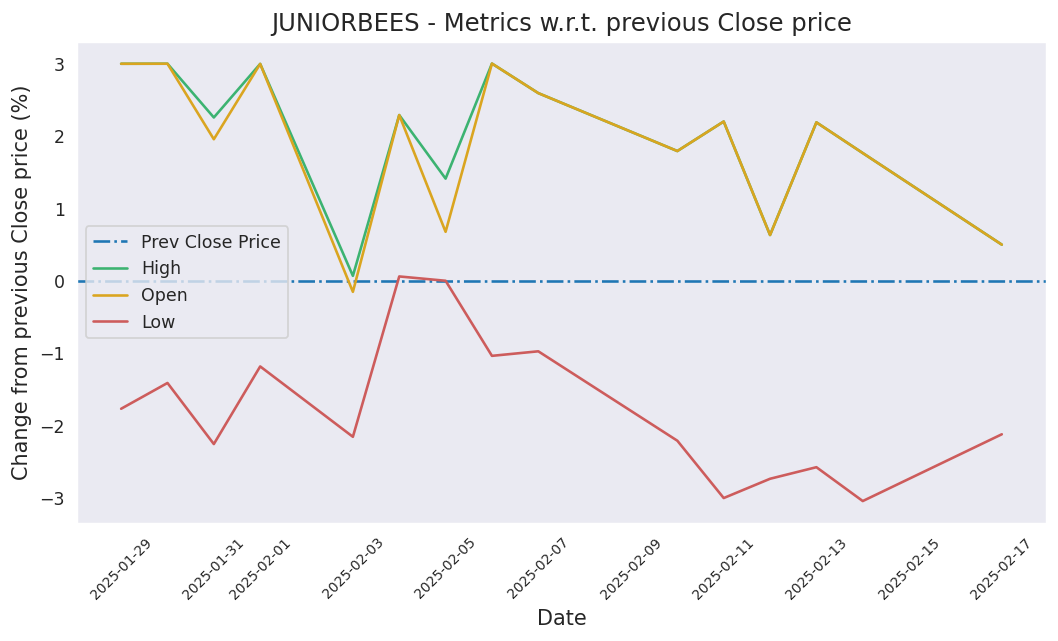 JUNIORBEES - Metrics w.r.t. previous Close price
Change from previous Close price (%)
3
2
1
0
−1
−2
−3
Prev Close Price
High
Open
Low
2025-01-29
2025-01-31
2025-02-01
2025-02-03
2025-02-05
2025-02-07
2025-02-09
2025-02-11
2025-02-13
2025-02-15
2025-02-17
Date